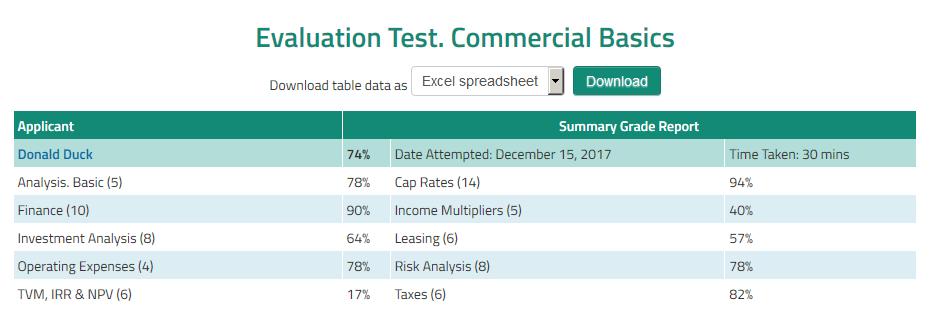 Evaluation Test. Commercial Basics
Download table data as Excel spreadsheet Download
Applicant Summary Grade Report
Donald Duck 74% Date Attempted: December 15, 2017 Time Taken: 30 mins
Analysis. Basic (5) 78% Cap Rates (14) 94%
Finance (10) 90% Income Multipliers (5) 40%
Investment Analysis (8) 64% Leasing (6) 57%
Operating Expenses (4) 78% Risk Analysis (8) 78%
TVM, IRR & NPV (6) 17% Taxes (6) 82%